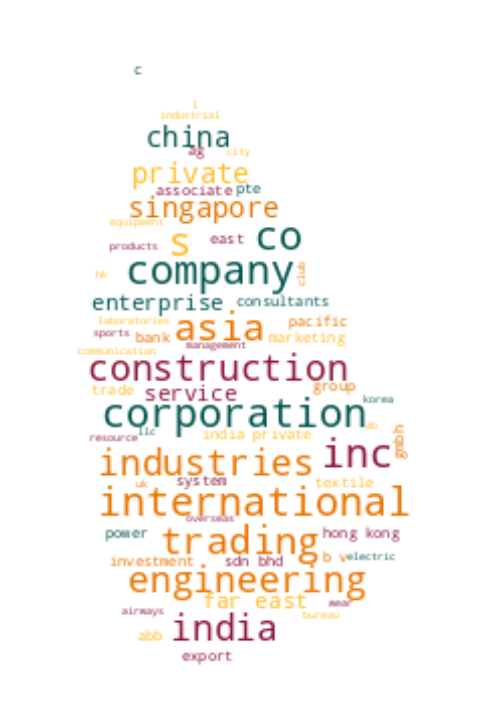 c
l
industrial
china
ag city
private
associate pte
singapore
equipment
s east co
products
hk company club
enterprise consultants
laboratories asia pacific
sports bank management marketing
communication
construction
trade service group
corporation korea
resource llc india private ab gmbh
industries inc
uk system textile
international
overseas
power trading hong kong
investment sdn bhd b v electric
engineering
far east wear
airways bureau
abb india
export